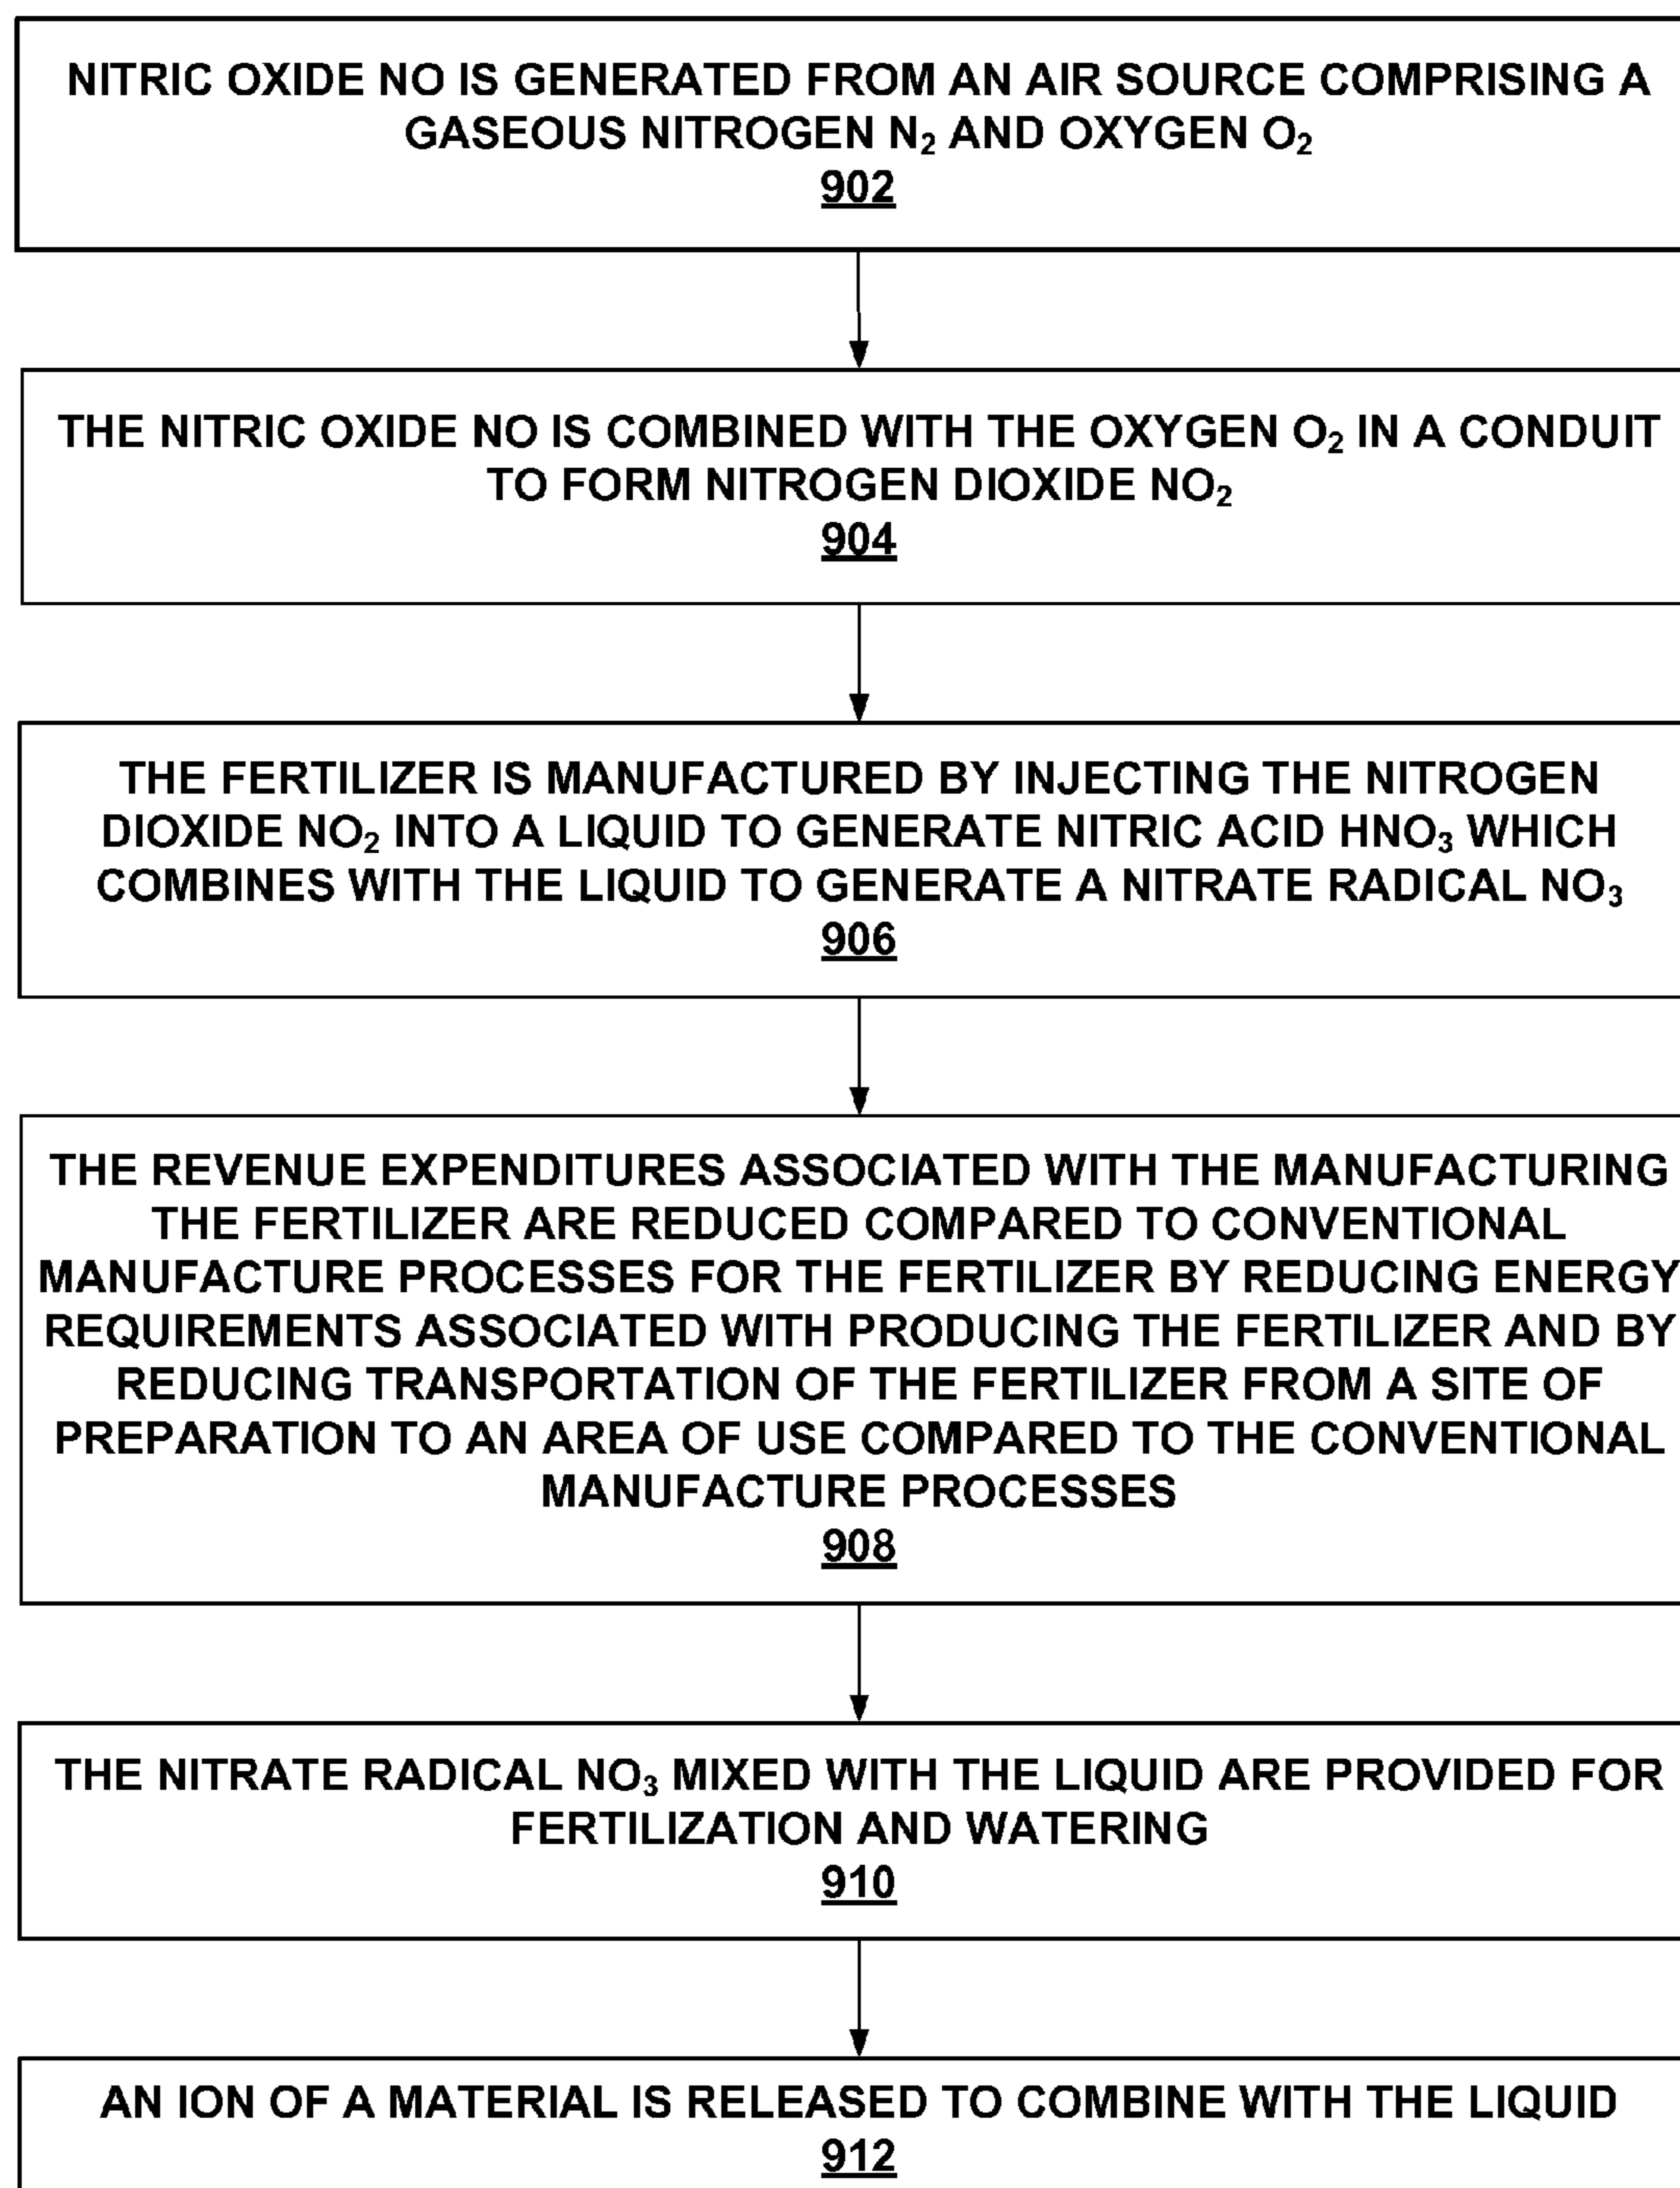 NITRIC OXIDE NO IS GENERATED FROM AN AIR SOURCE COMPRISING A
GASEOUS NITROGEN N₂ AND OXYGEN O₂
902
THE NITRIC OXIDE NO IS COMBINED WITH THE OXYGEN O₂ IN A CONDUIT
TO FORM NITROGEN DIOXIDE NO₂
904
THE FERTILIZER IS MANUFACTURED BY INJECTING THE NITROGEN
DIOXIDE NO₂ INTO A LIQUID TO GENERATE NITRIC ACID HNO₃ WHICH
COMBINES WITH THE LIQUID TO GENERATE A NITRATE RADICAL NO₃
906
THE REVENUE EXPENDITURES ASSOCIATED WITH THE MANUFACTURING
THE FERTILIZER ARE REDUCED COMPARED TO CONVENTIONAL
MANUFACTURE PROCESSES FOR THE FERTILIZER BY REDUCING ENERGY
REQUIREMENTS ASSOCIATED WITH PRODUCING THE FERTILIZER AND BY
REDUCING TRANSPORTATION OF THE FERTILIZER FROM A SITE OF
PREPARATION TO AN AREA OF USE COMPARED TO THE CONVENTIONAL
MANUFACTURE PROCESSES
908
THE NITRATE RADICAL NO₃ MIXED WITH THE LIQUID ARE PROVIDED FOR
FERTILIZATION AND WATERING
910
AN ION OF A MATERIAL IS RELEASED TO COMBINE WITH THE LIQUID
912